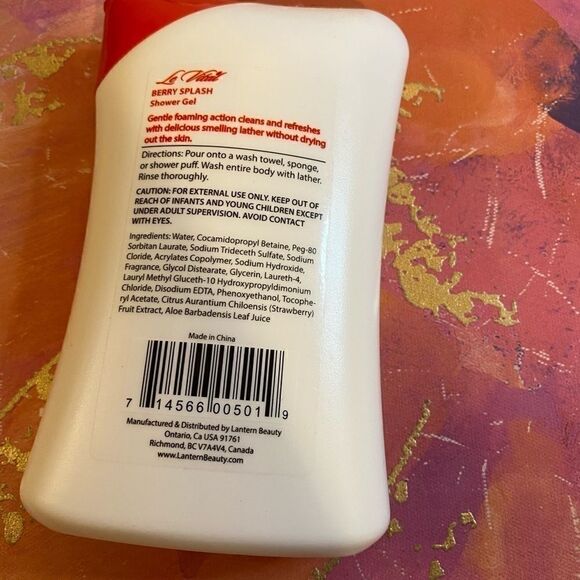 Le Vital
BERRY SPLASH
Shower Gel
Gentle foaming action cleans and refreshes
with delicious smelling lather without drying
out the skin.
Directions: Pour onto a wash towel, sponge,
or shower puff. Wash entire body with lather.
Rinse thoroughly.
CAUTION: FOR EXTERNAL USE ONLY. KEEP OUT OF
REACH OF INFANTS AND YOUNG CHILDREN EXCEPT
UNDER ADULT SUPERVISION. AVOID CONTACT
WITH EYES.
Ingredients: Water, Cocamidopropyl Betaine, Peg-80
Sorbitan Laurate, Sodium Trideceth Sulfate, Sodium
Cloride, Acrylates Copolymer, Sodium Hydroxide,
Fragrance, Glycol Distearate, Glycerin, Laureth-4,
Lauryl Methyl Gluceth-10 Hydroxypropyldimonium
Chloride, Disodium EDTA, Phenoxyethanol, Tocophe-
ryl Acetate, Citrus Aurantium Chiloensis (Strawberry)
Fruit Extract, Aloe Barbadensis Leaf Juice
Made in China
7 14566 00501 9
Manufactured & Distributed by Lantern Beauty
Ontario, Ca USA 91761
Richmond, BC V7A4V4, Canada
www.LanternBeauty.com